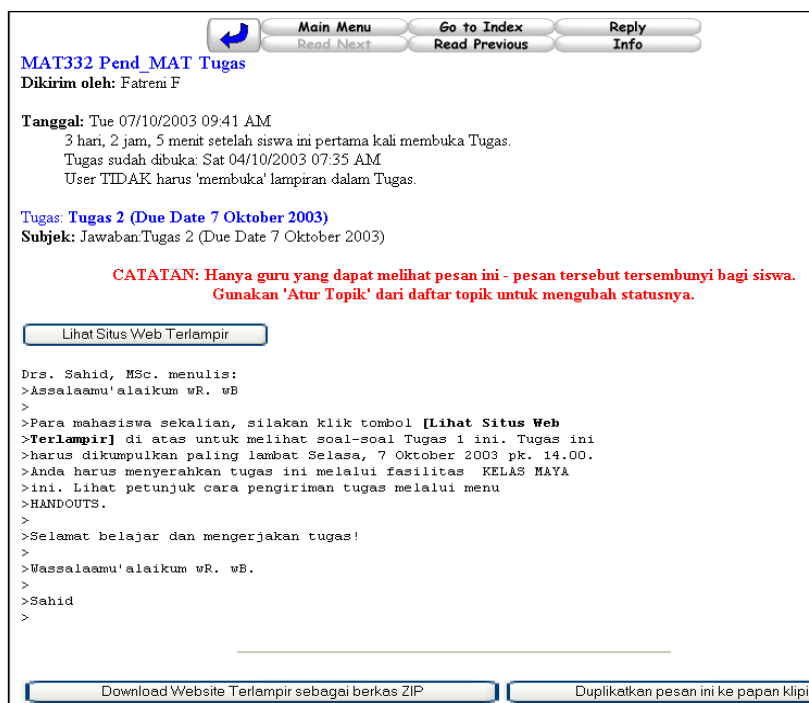 Main Menu Go to Index Reply
Read Next Read Previous Info
MAT332 Pend_MAT Tugas
Dikirim oleh: Fatreni F
Tanggal: Tue 07/10/2003 09:41 AM
3 hari, 2 jam, 5 menit setelah siswa ini pertama kali membuka Tugas.
Tugas sudah dibuka: Sat 04/10/2003 07:35 AM
User TIDAK harus 'membuka' lampiran dalam Tugas.
Tugas: Tugas 2 (Due Date 7 Oktober 2003)
Subjek: Jawaban:Tugas 2 (Due Date 7 Oktober 2003)
CATATAN: Hanya guru yang dapat melihat pesan ini - pesan tersebut tersembunyi bagi siswa.
Gunakan 'Atur Topik' dari daftar topik untuk mengubah statusnya.
Lihat Situs Web Terlampir
Drs. Sahid, MSc. menulis:
>Assalaamu'alaikum wR. wB
>
>Para mahasiswa sekalian, silakan klik tombol [Lihat Situs Web
>Terlampir] di atas untuk melihat soal-soal Tugas 1 ini. Tugas ini
>harus dikumpulkan paling lambat Selasa, 7 Oktober 2003 pk. 14.00.
>Anda harus menyerahkan tugas ini melalui fasilitas  KELAS MAYA
>ini. Lihat petunjuk cara pengiriman tugas melalui menu
>HANDOUTS.
>
>Selamat belajar dan mengerjakan tugas!
>
>Wassalaamu'alaikum wR. wB.
>
>Sahid
>
Download Website Terlampir sebagai berkas ZIP Duplikatkan pesan ini ke papan klipi